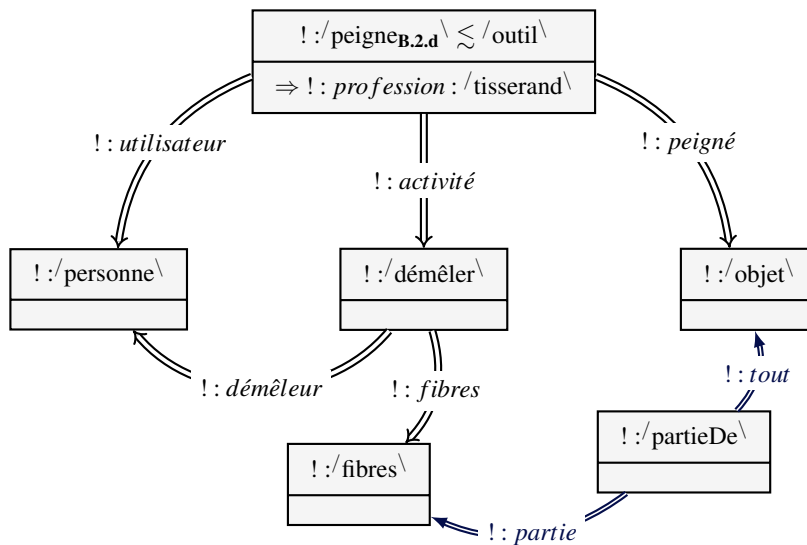 ! :/peigneB.2.d\ ≲ /outil\
⇒ ! : profession : /tisserand\
! : utilisateur
! : peigné
! : activité
! :/personne\
! :/démêler\
! :/objet\
! : démêleur
! : fibres
! : tout
! :/fibres\
! :/partieDe\
! : partie